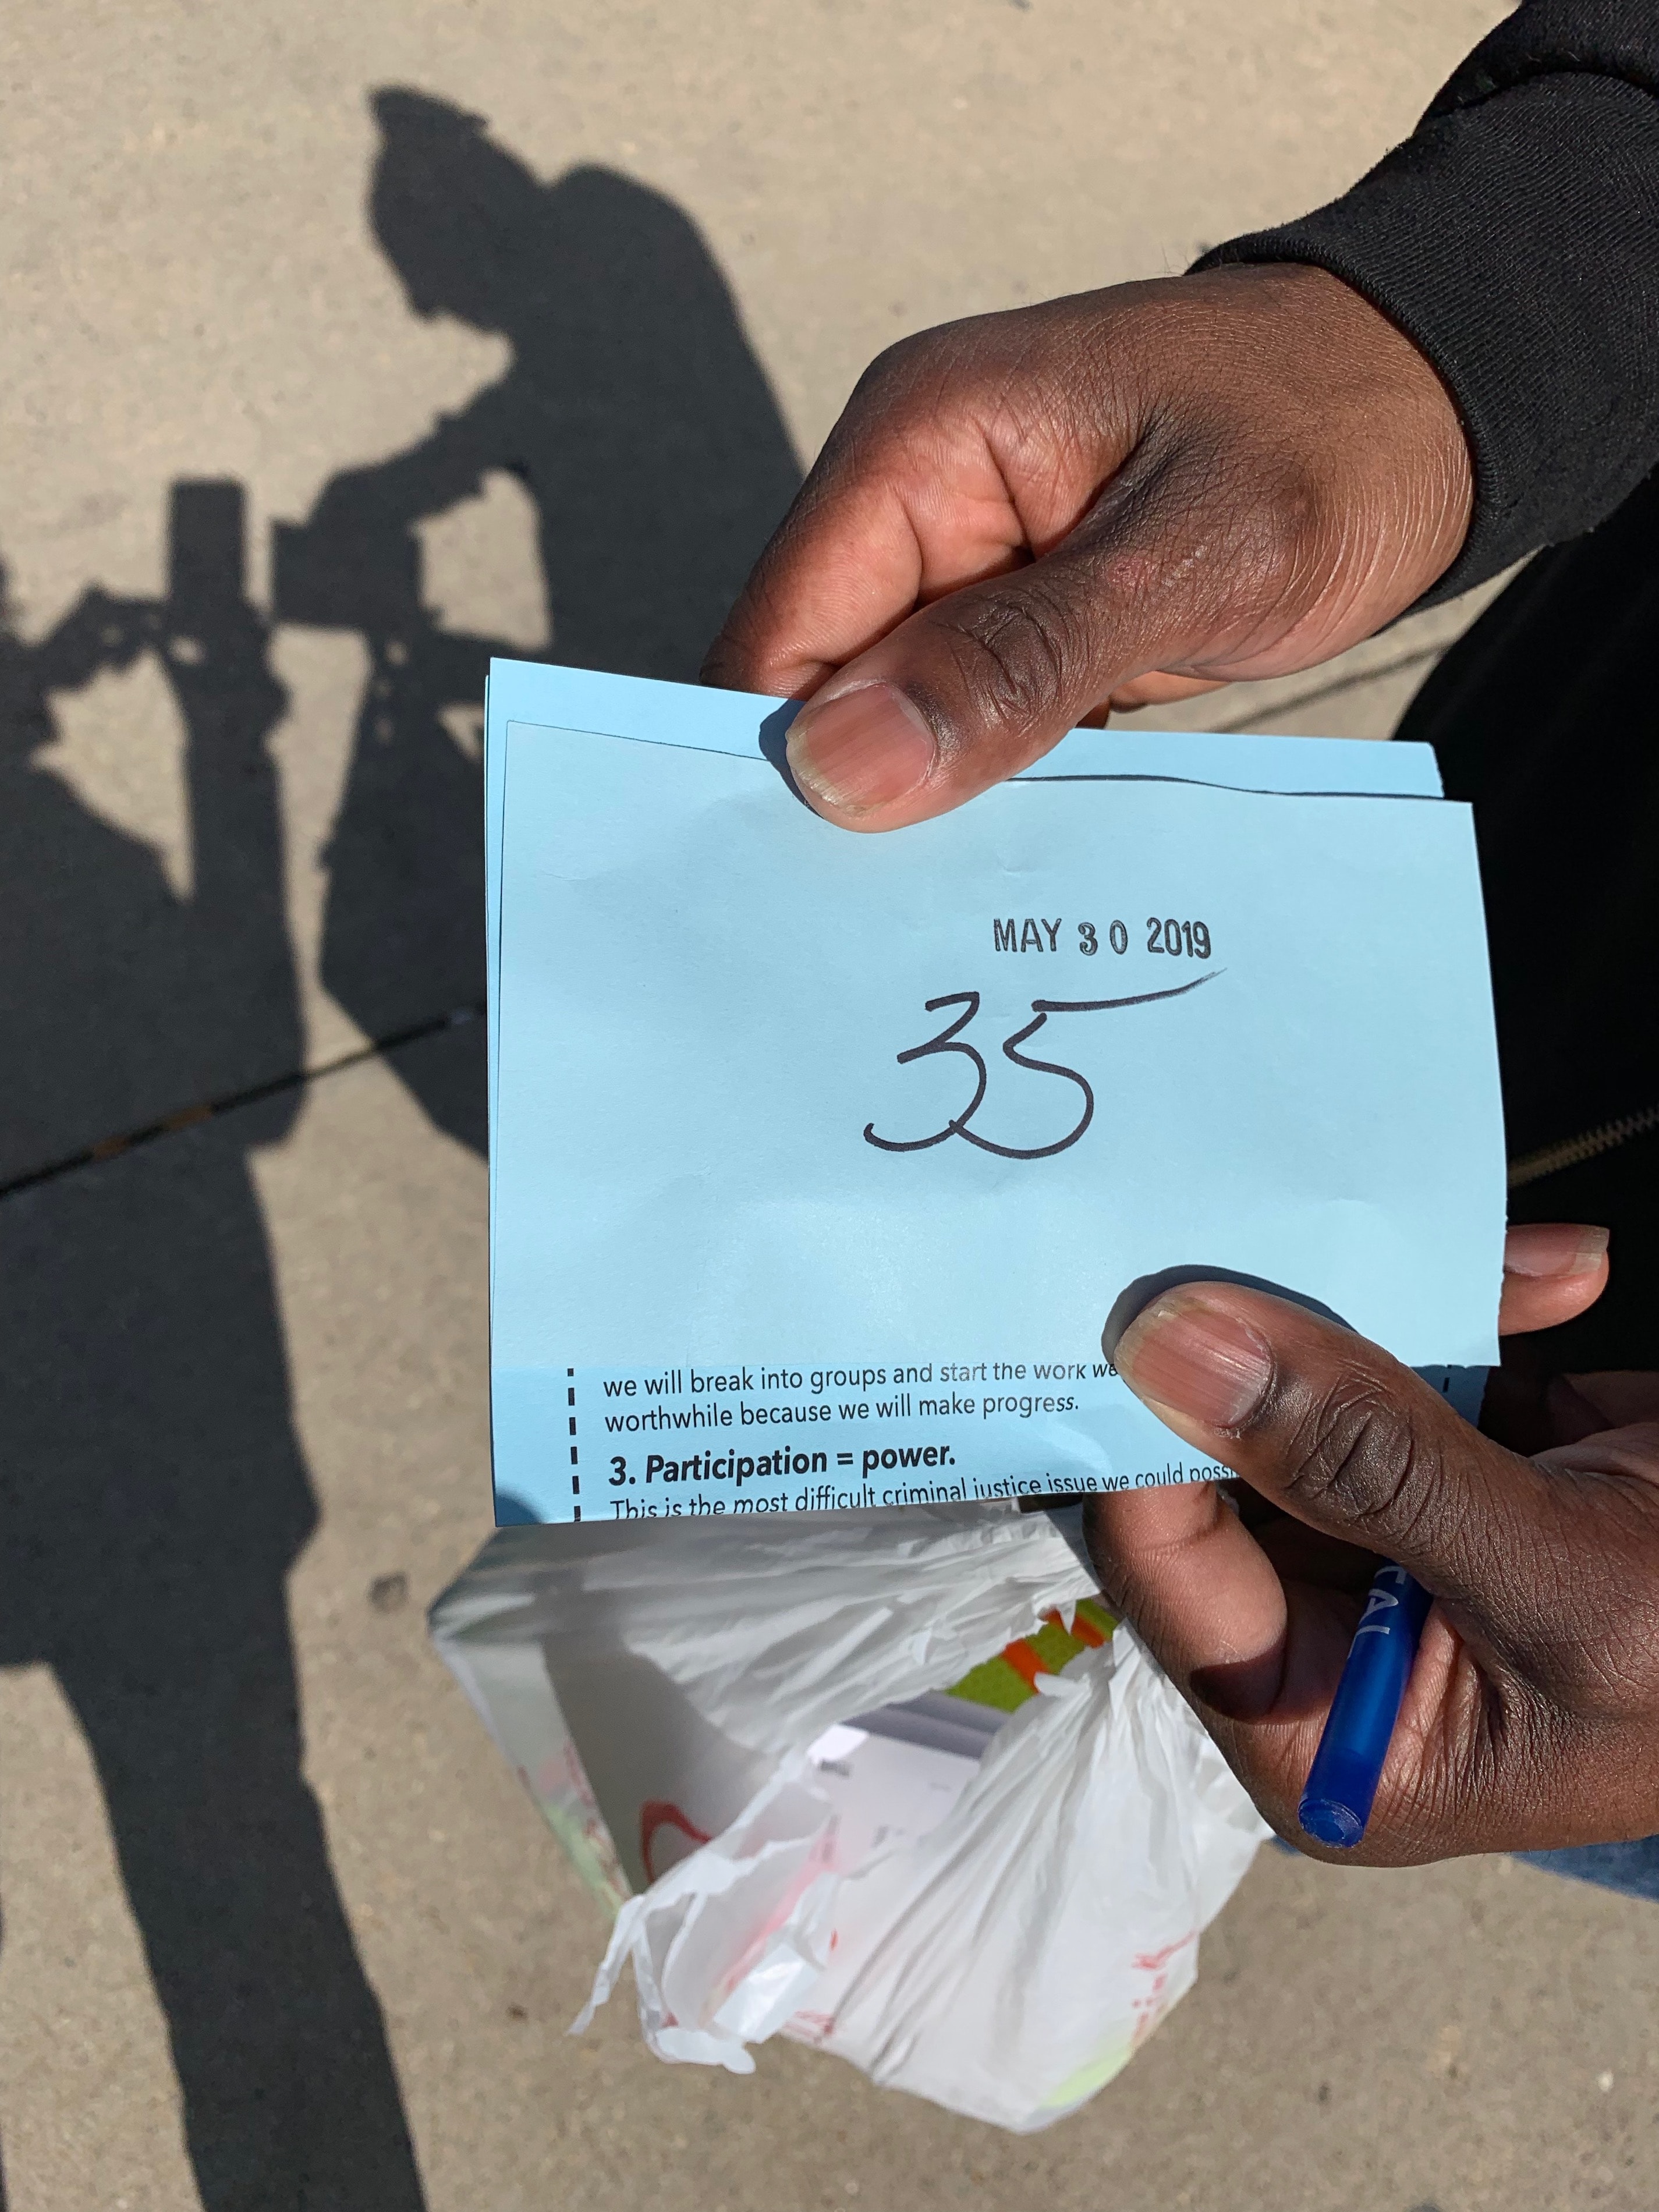 MAY 30 2019
35
we will break into groups and start the work we
worthwhile because we will make progress.
3. Participation = power.
This is the most difficult criminal justice issue we could
TAL